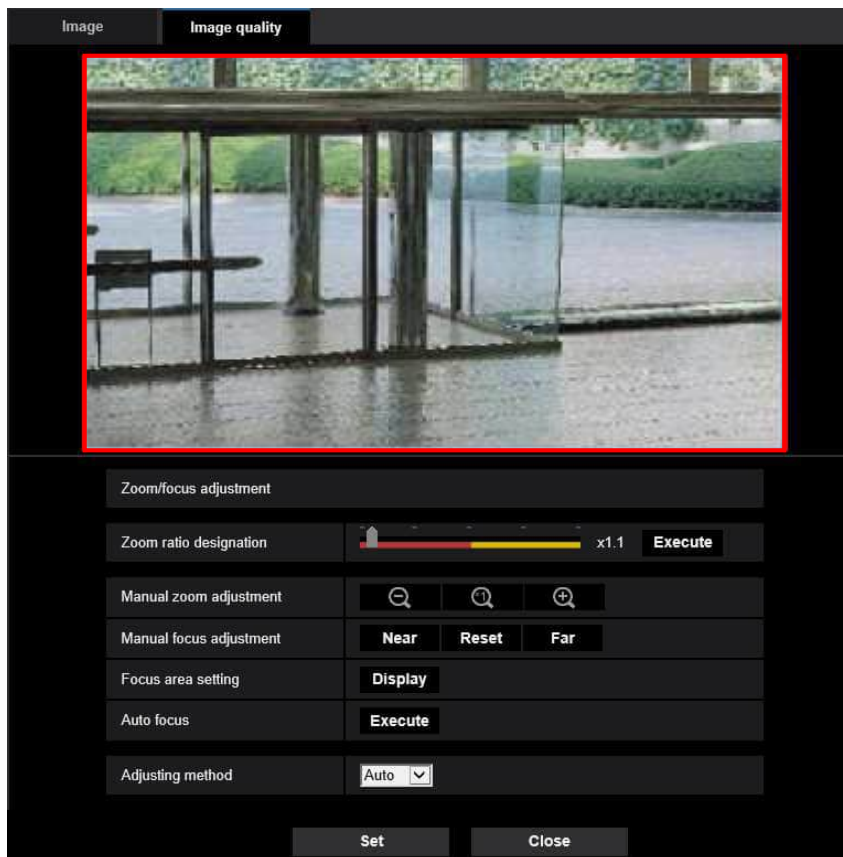 Image Image quality
Zoom/focus adjustment
Zoom ratio designation x1.1 Execute
Manual zoom adjustment
Manual focus adjustment Near Reset Far
Focus area setting Display
Auto focus Execute
Adjusting method Auto
Set Close